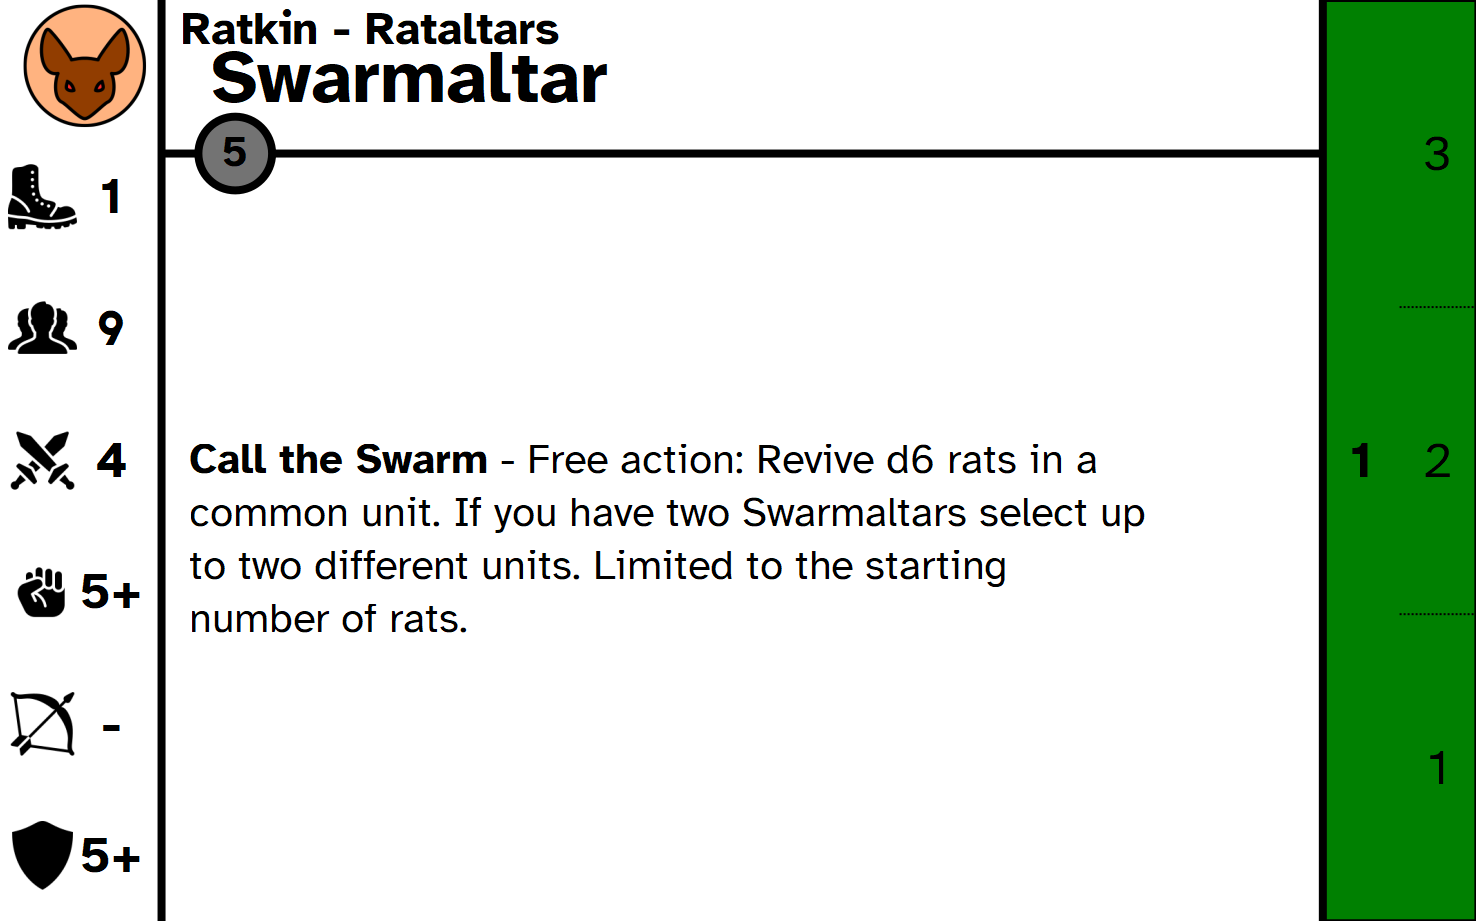 Ratkin - Rataltars
Swarmaltar
5
1
9
4
5+
-
5+
Call the Swarm - Free action: Revive d6 rats in a
common unit. If you have two Swarmaltars select up
to two different units. Limited to the starting
number of rats.
3
1 2
1